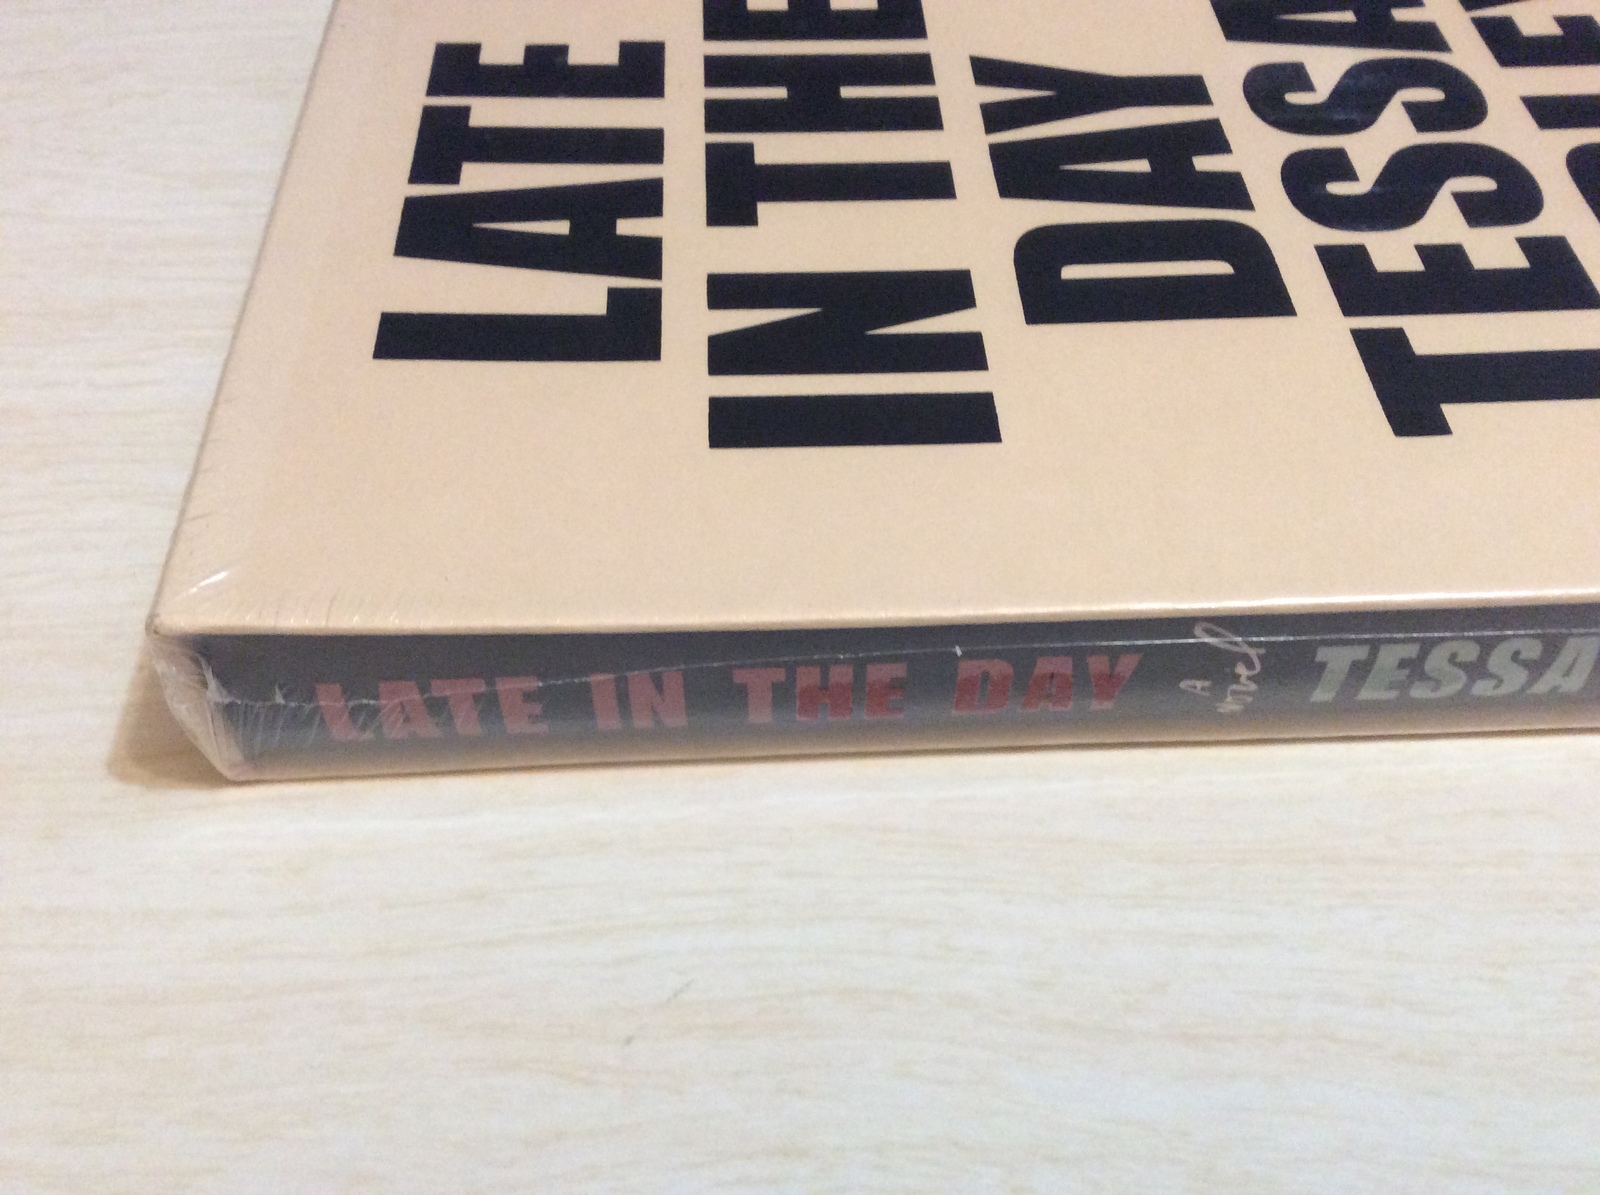 LATE
IN THE
DAY
TESSA
LATE IN THE DAY A novel TESSA